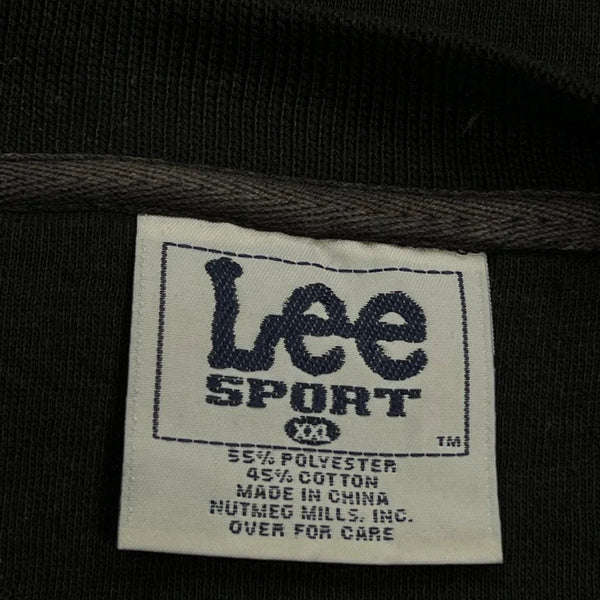 Lee
SPORT
XXL
TM
55% POLYESTER
45% COTTON
MADE IN CHINA
NUTMEG MILLS, INC.
OVER FOR CARE